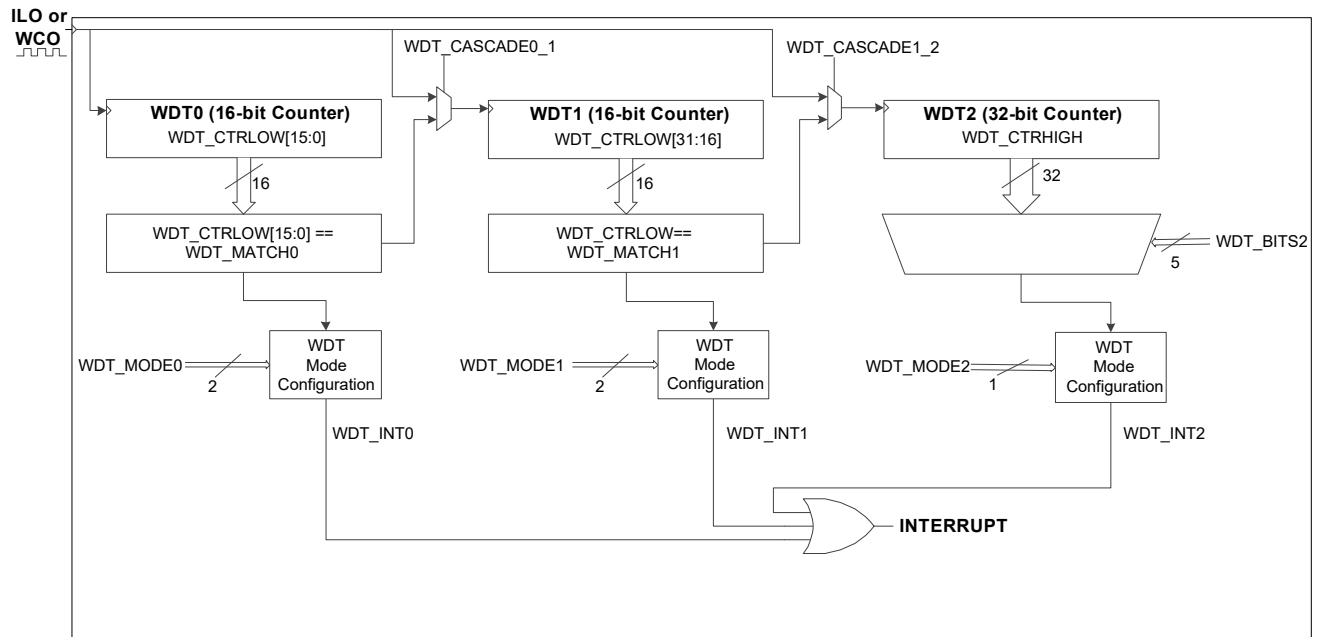 ILO or
WCO
WDT_CASCADE0_1
WDT_CASCADE1_2
WDT0 (16-bit Counter)
WDT_CTRLOW[15:0]
WDT1 (16-bit Counter)
WDT_CTRLOW[31:16]
WDT2 (32-bit Counter)
WDT_CTRHIGH
16
16
32
WDT_CTRLOW[15:0] ==
WDT_MATCH0
WDT_CTRLOW==
WDT_MATCH1
WDT_BITS2
5
WDT_MODE0
2
WDT
Mode
Configuration
WDT_MODE1
2
WDT
Mode
Configuration
WDT_MODE2
1
WDT
Mode
Configuration
WDT_INT0
WDT_INT1
WDT_INT2
INTERRUPT